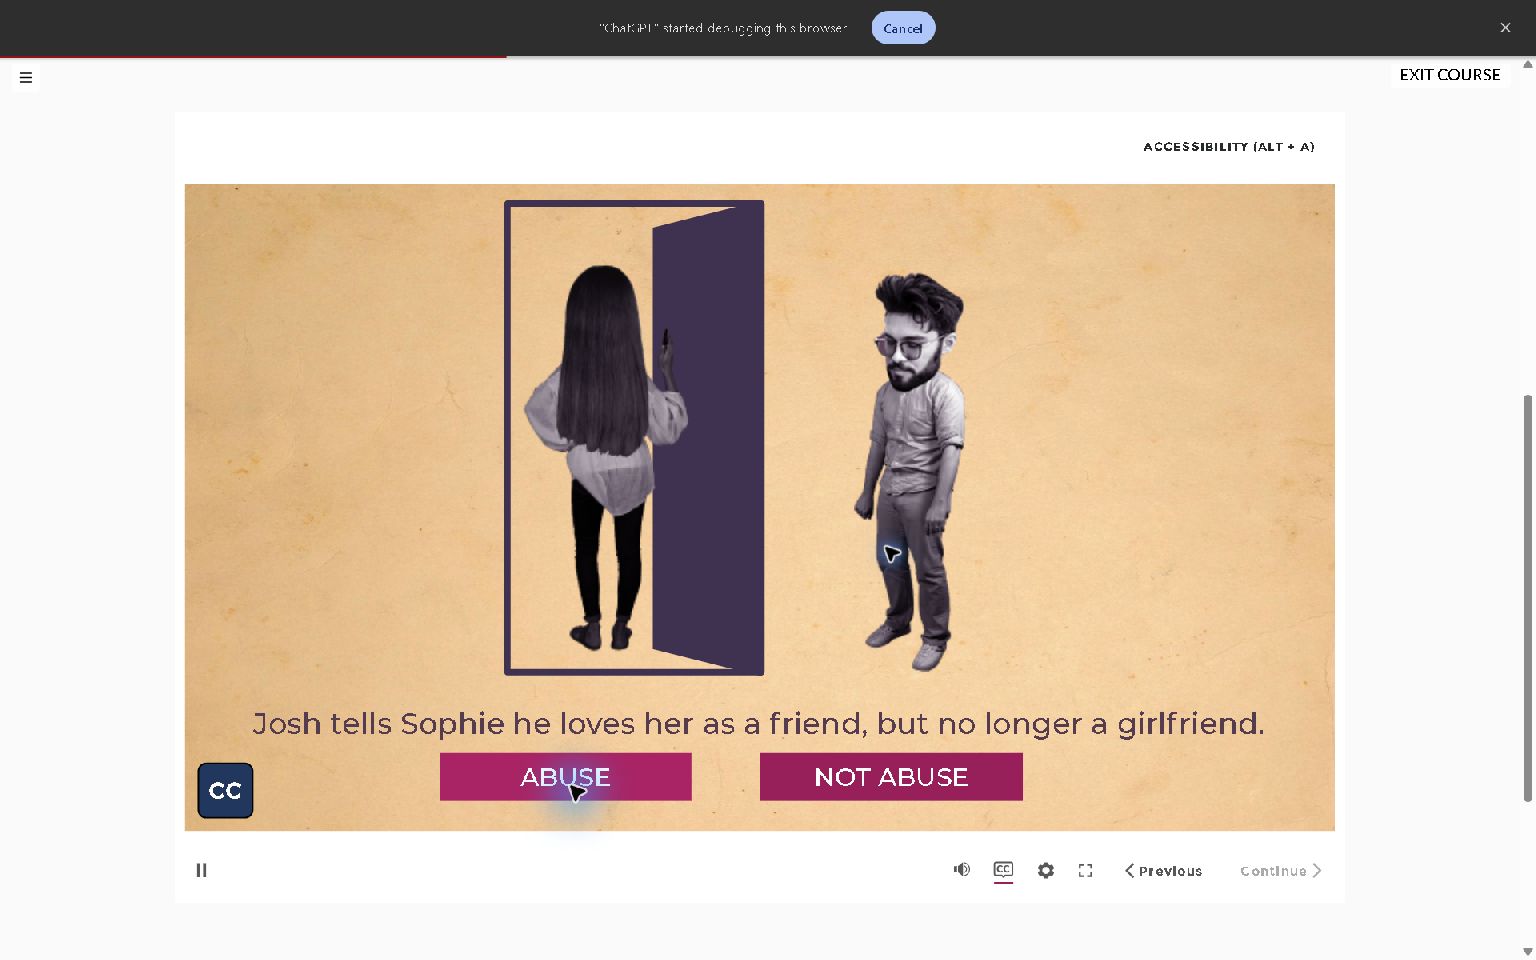 "ChatGPT" started debugging this browser
Cancel
EXIT COURSE
ACCESSIBILITY (ALT + A)
Josh tells Sophie he loves her as a friend, but no longer a girlfriend.
ABUSE
NOT ABUSE
CC
CC
Previous
Continue